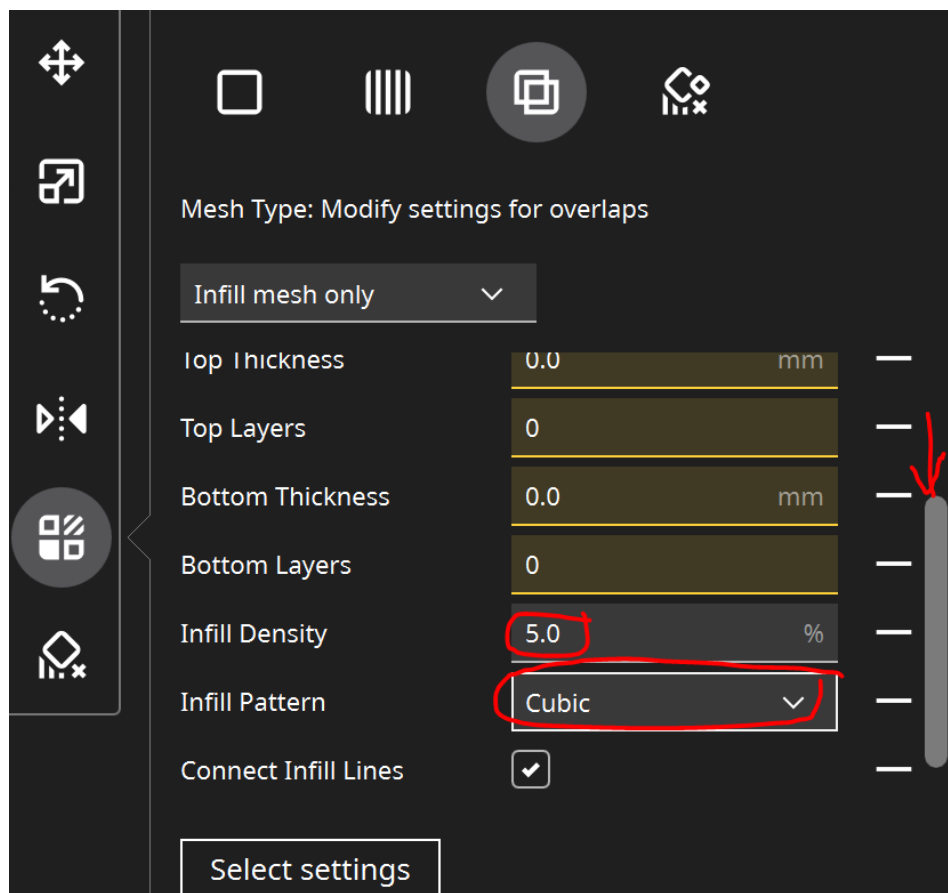 Mesh Type: Modify settings for overlaps
Infill mesh only
Top Thickness 0.0 mm
Top Layers 0
Bottom Thickness 0.0 mm
Bottom Layers 0
Infill Density 5.0 %
Infill Pattern Cubic
Connect Infill Lines
Select settings